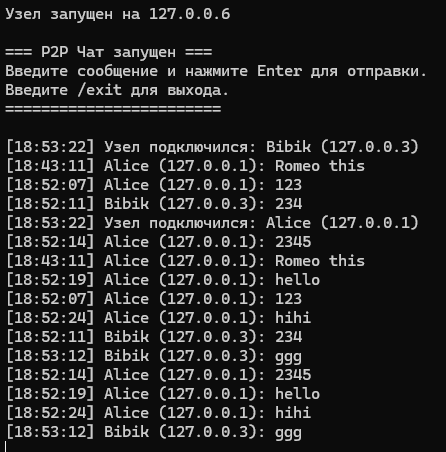 Узел запущен на 127.0.0.6
=== P2P Чат запущен ===
Введите сообщение и нажмите Enter для отправки.
Введите /exit для выхода.
========================
[18:53:22] Узел подключился: Bibik (127.0.0.3)
[18:43:11] Alice (127.0.0.1): Romeo this
[18:52:07] Alice (127.0.0.1): 123
[18:52:11] Bibik (127.0.0.3): 234
[18:53:22] Узел подключился: Alice (127.0.0.1)
[18:52:14] Alice (127.0.0.1): 2345
[18:43:11] Alice (127.0.0.1): Romeo this
[18:52:19] Alice (127.0.0.1): hello
[18:52:07] Alice (127.0.0.1): 123
[18:52:24] Alice (127.0.0.1): hihi
[18:52:11] Bibik (127.0.0.3): 234
[18:53:12] Bibik (127.0.0.3): ggg
[18:52:14] Alice (127.0.0.1): 2345
[18:52:19] Alice (127.0.0.1): hello
[18:52:24] Alice (127.0.0.1): hihi
[18:53:12] Bibik (127.0.0.3): ggg